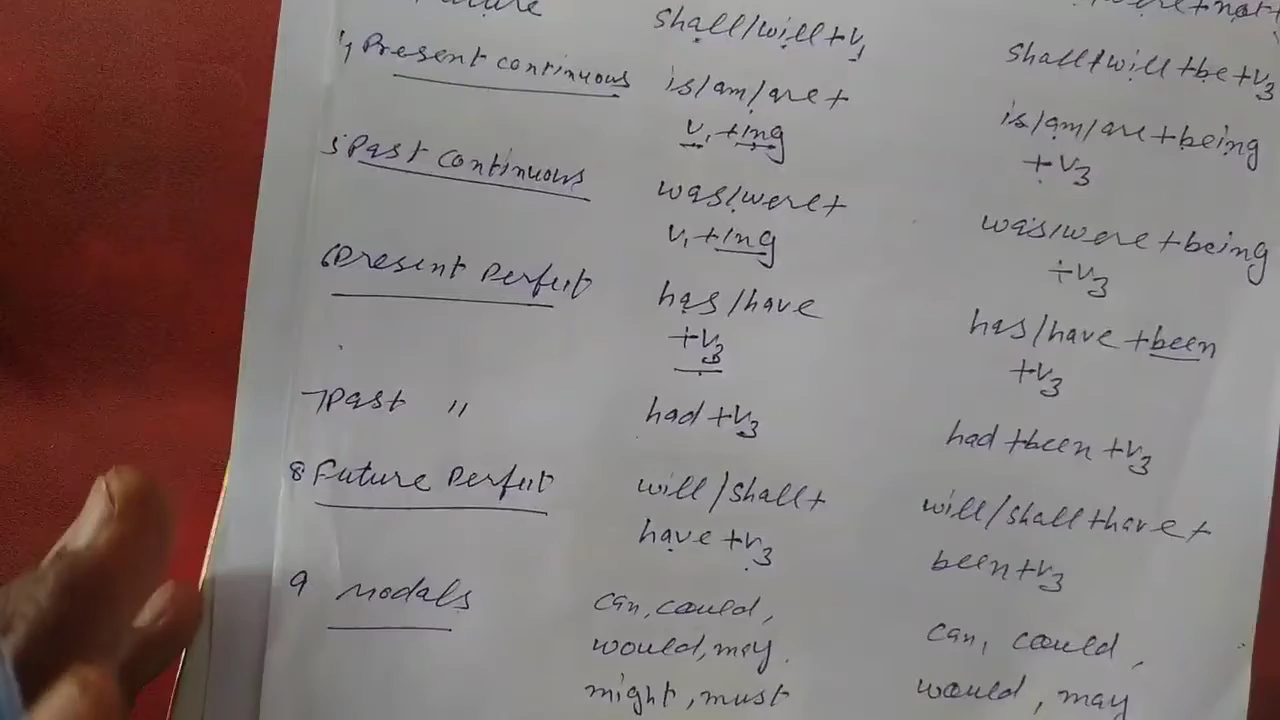 Future shall/will+v1
shall/will+be+v3
4) Present continuous is/am/are+ is/am/are+being
v1+ing +v3
5) Past continuous was/were+ was/were+being
v1+ing +v3
6 Present Perfect has/have has/have+been
+v3 +v3
7 Past " had+v3 had+been+v3
8 Future Perfect will/shall+ will/shall+have+
have+v3 been+v3
9 Modals can, could, can, could,
would, may. would, may
might, must